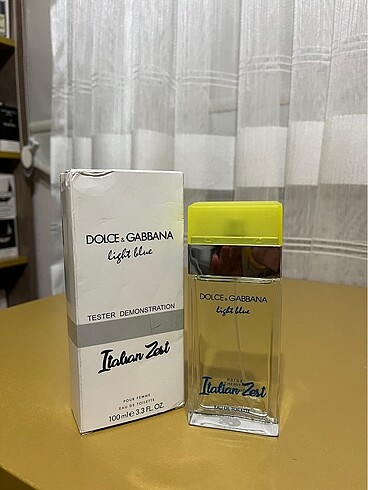 DOLCE & GABBANA
light blue
TESTER DEMONSTRATION
Italian Zest
POUR FEMME
EAU DE TOILETTE
100 ml e 3.3 FL.OZ.
DOLCE & GABBANA
light blue
Italian Zest
EAU DE TOILETTE